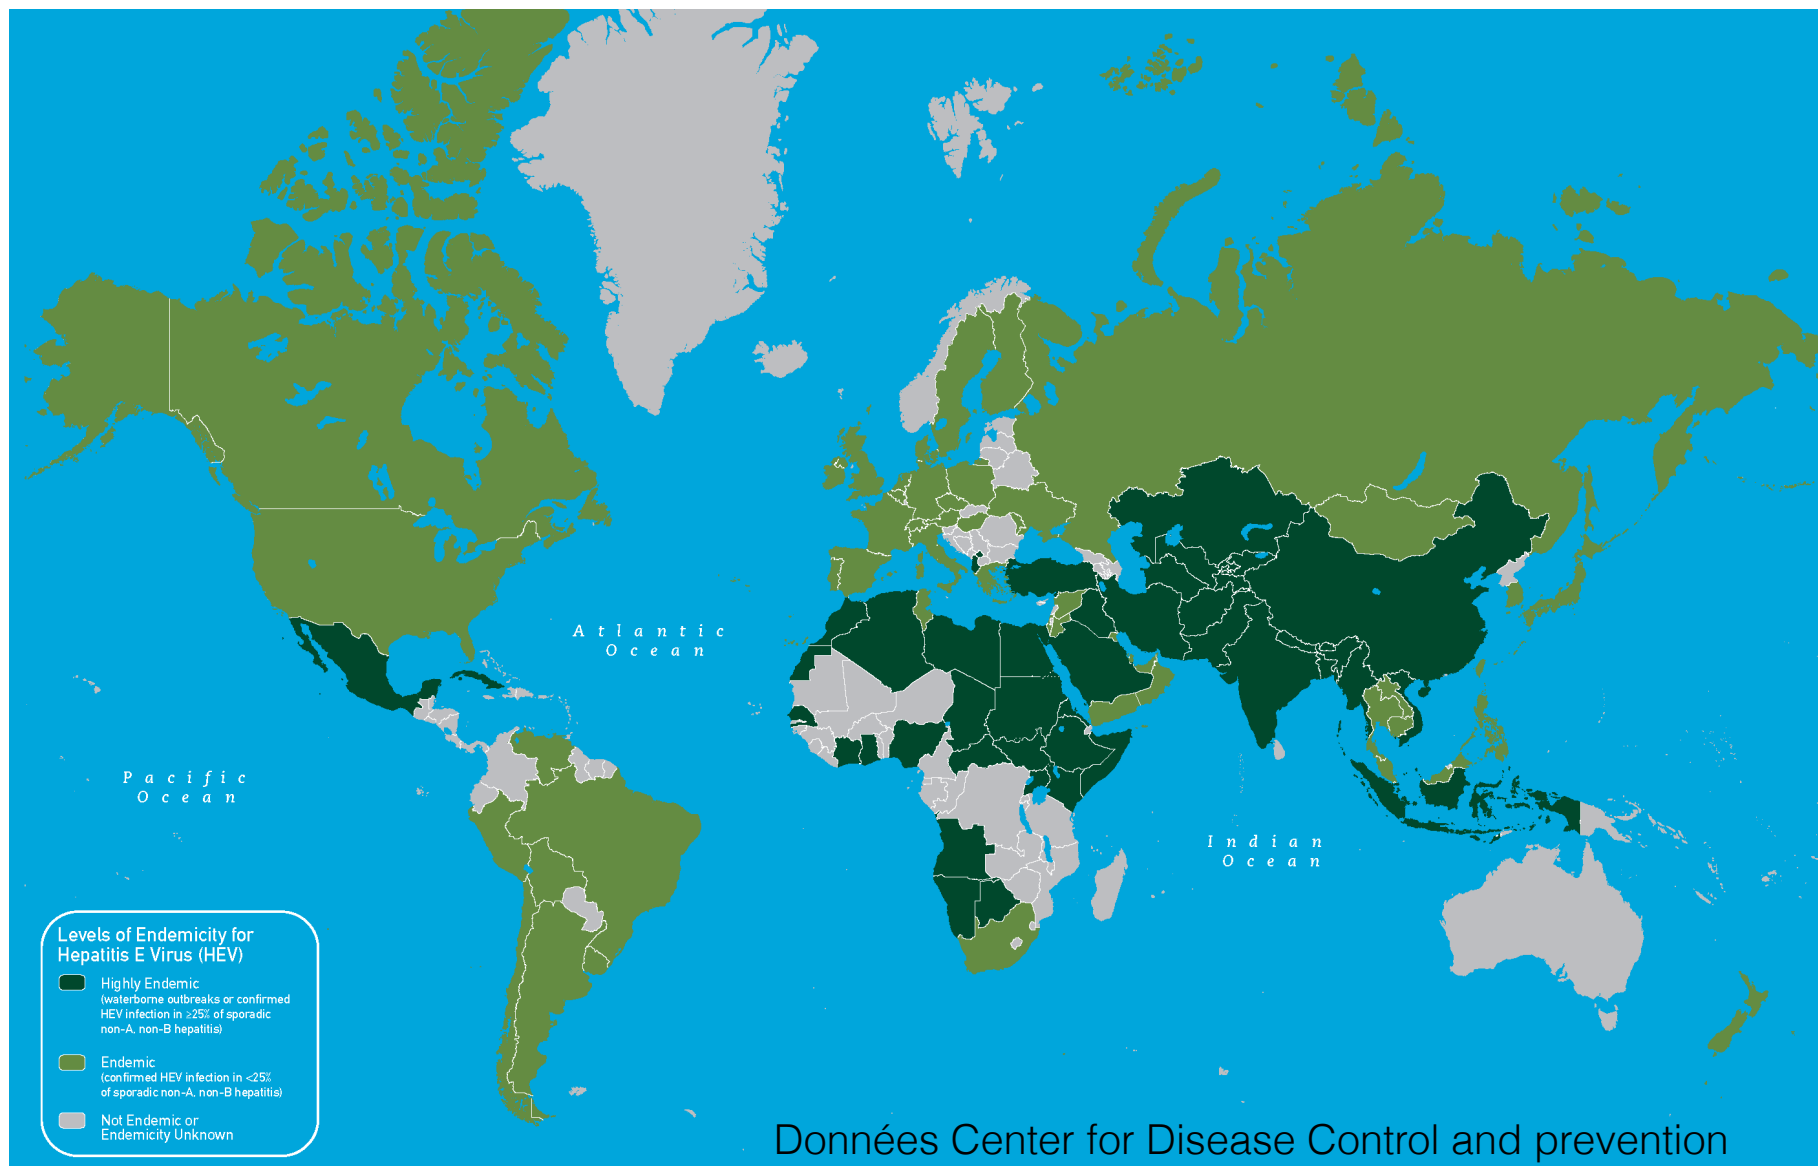 Atlantic
Ocean
Pacific
Ocean
Indian
Ocean
Levels of Endemicity for
Hepatitis E Virus (HEV)
Highly Endemic
(waterborne outbreaks or confirmed
HEV infection in ≥25% of sporadic
non-A, non-B hepatitis)
Endemic
(confirmed HEV infection in <25%
of sporadic non-A, non-B hepatitis)
Not Endemic or
Endemicity Unknown
Données Center for Disease Control and prevention